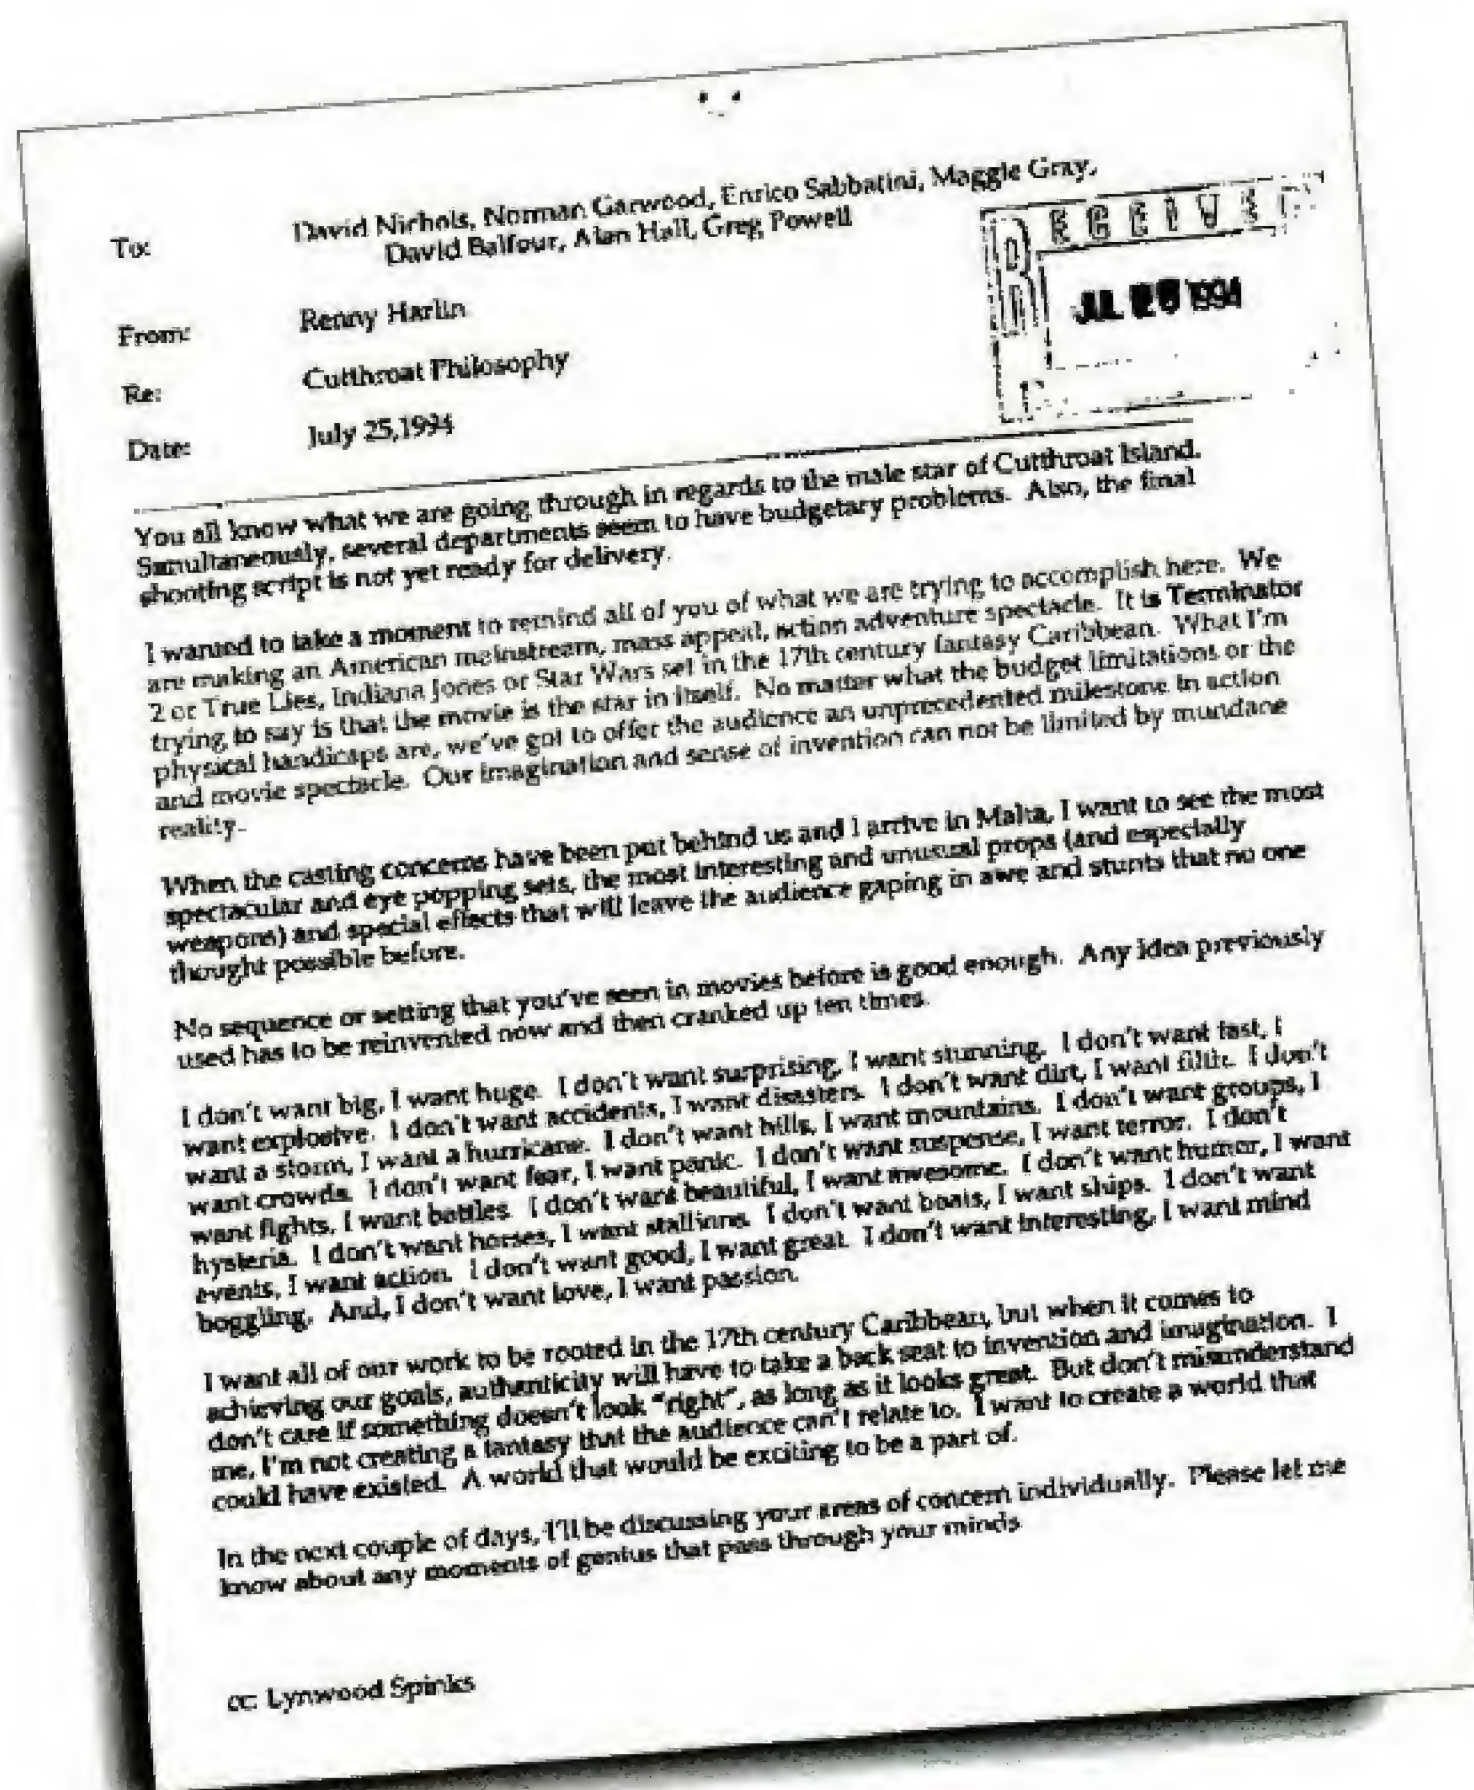 To: David Nichols, Norman Garwood, Enrico Sabbatini, Maggie Gray,
David Balfour, Alan Hall, Greg Powell
RECEIVED
JUL 1994
From: Renny Harlin
Re: Cutthroat Philosophy
Date: July 25,1994
You all know what we are going through in regards to the male star of Cutthroat Island.
Simultaneously, several departments seem to have budgetary problems. Also, the final
shooting script is not yet ready for delivery.
I wanted to take a moment to remind all of you of what we are trying to accomplish here. We
are making an American mainstream, mass appeal, action adventure spectacle. It is Terminator
2 or True Lies, Indiana Jones or Star Wars set in the 17th century fantasy Caribbean. What I'm
trying to say is that the movie is the star in itself. No matter what the budget limitations or the
physical handicaps are, we've got to offer the audience an unprecedented milestone in action
and movie spectacle. Our imagination and sense of invention can not be limited by mundane
reality.
When the casting concerns have been put behind us and I arrive in Malta, I want to see the most
spectacular and eye popping sets, the most interesting and unusual props (and especially
weapons) and special effects that will leave the audience gaping in awe and stunts that no one
thought possible before.
No sequence or setting that you've seen in movies before is good enough. Any idea previously
used has to be reinvented now and then cranked up ten times.
I don't want big, I want huge. I don't want surprising, I want stunning. I don't want fast, I
want explosive. I don't want accidents, I want disasters. I don't want dirt, I want filth. I don't
want a storm, I want a hurricane. I don't want hills, I want mountains. I don't want groups, I
want crowds. I don't want fear, I want panic. I don't want suspense, I want terror. I don't
want fights, I want battles. I don't want beautiful, I want awesome. I don't want humor, I want
hysteria. I don't want horses, I want stallions. I don't want boats, I want ships. I don't want
events, I want action. I don't want good, I want great. I don't want interesting, I want mind
boggling. And, I don't want love, I want passion.
I want all of our work to be rooted in the 17th century Caribbean, but when it comes to
achieving our goals, authenticity will have to take a back seat to invention and imagination. I
don't care if something doesn't look "right", as long as it looks great. But don't misunderstand
me, I'm not creating a fantasy that the audience can't relate to. I want to create a world that
could have existed. A world that would be exciting to be a part of.
In the next couple of days, I'll be discussing your areas of concern individually. Please let me
know about any moments of genius that pass through your minds.
cc: Lynwood Spinks